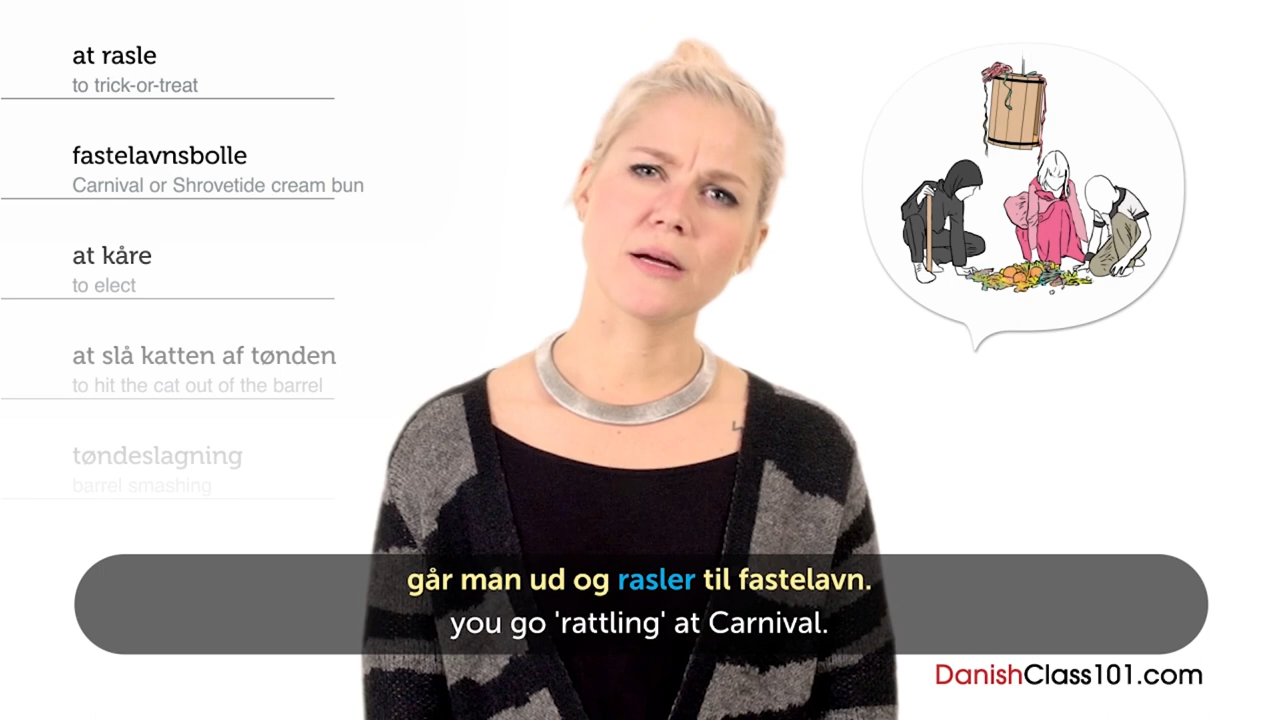 at rasle
to trick-or-treat
fastelavnsbolle
Carnival or Shrovetide cream bun
at kåre
to elect
at slå katten af tønden
to hit the cat out of the barrel
tøndeslagning
barrel smashing
går man ud og rasler til fastelavn.
you go 'rattling' at Carnival.
DanishClass101.com